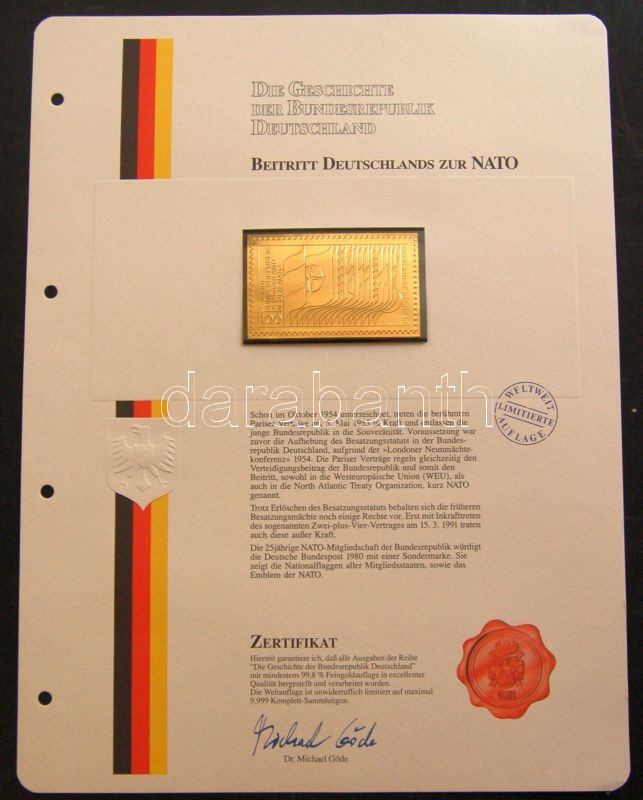 DIE GESCHICHTE
DER BUNDESREPUBLIK
DEUTSCHLAND
BEITRITT DEUTSCHLANDS ZUR NATO
WELTWEIT
LIMITIERTE
AUFLAGE
darabanth
Schon im Oktober 1954 unterzeichnet, treten die berühmten
Pariser Verträge am 5. Mai 1955 in Kraft und entlassen die
junge Bundesrepublik in die Souveränität. Voraussetzung war
zuvor die Aufhebung des Besatzungsstatuts in der Bundes-
republik Deutschland, aufgrund der »Londoner Neunmächte-
konferenz« 1954. Die Pariser Verträge regeln gleichzeitig den
Verteidigungsbeitrag der Bundesrepublik und somit den
Beitritt, sowohl in die Westeuropäische Union (WEU), als
auch in die North Atlantic Treaty Organization, kurz NATO
genannt.
Trotz Erlöschen des Besatzungsstatuts behalten sich die früheren
Besatzungsmächte noch einige Rechte vor. Erst mit Inkrafttreten
des sogenannten Zwei-plus-Vier-Vertrages am 15. 3. 1991 traten
auch diese außer Kraft.
Die 25jährige NATO-Mitgliedschaft der Bundesrepublik würdigt
die Deutsche Bundespost 1980 mit einer Sondermarke. Sie
zeigt die Nationalflaggen aller Mitgliedsstaaten, sowie das
Emblem der NATO.
ZERTIFIKAT
Hiermit garantiere ich, daß alle Ausgaben der Reihe
"Die Geschichte der Bundesrepublik Deutschland"
mit mindestens 99,8 % Feingoldauflage in excellenter
Qualität hergestellt und verarbeitet wurden.
Die Weltauflage ist unwiderruflich limitiert auf maximal
9.999 Komplett-Sammlungen.
Michael Göde
Dr. Michael Göde